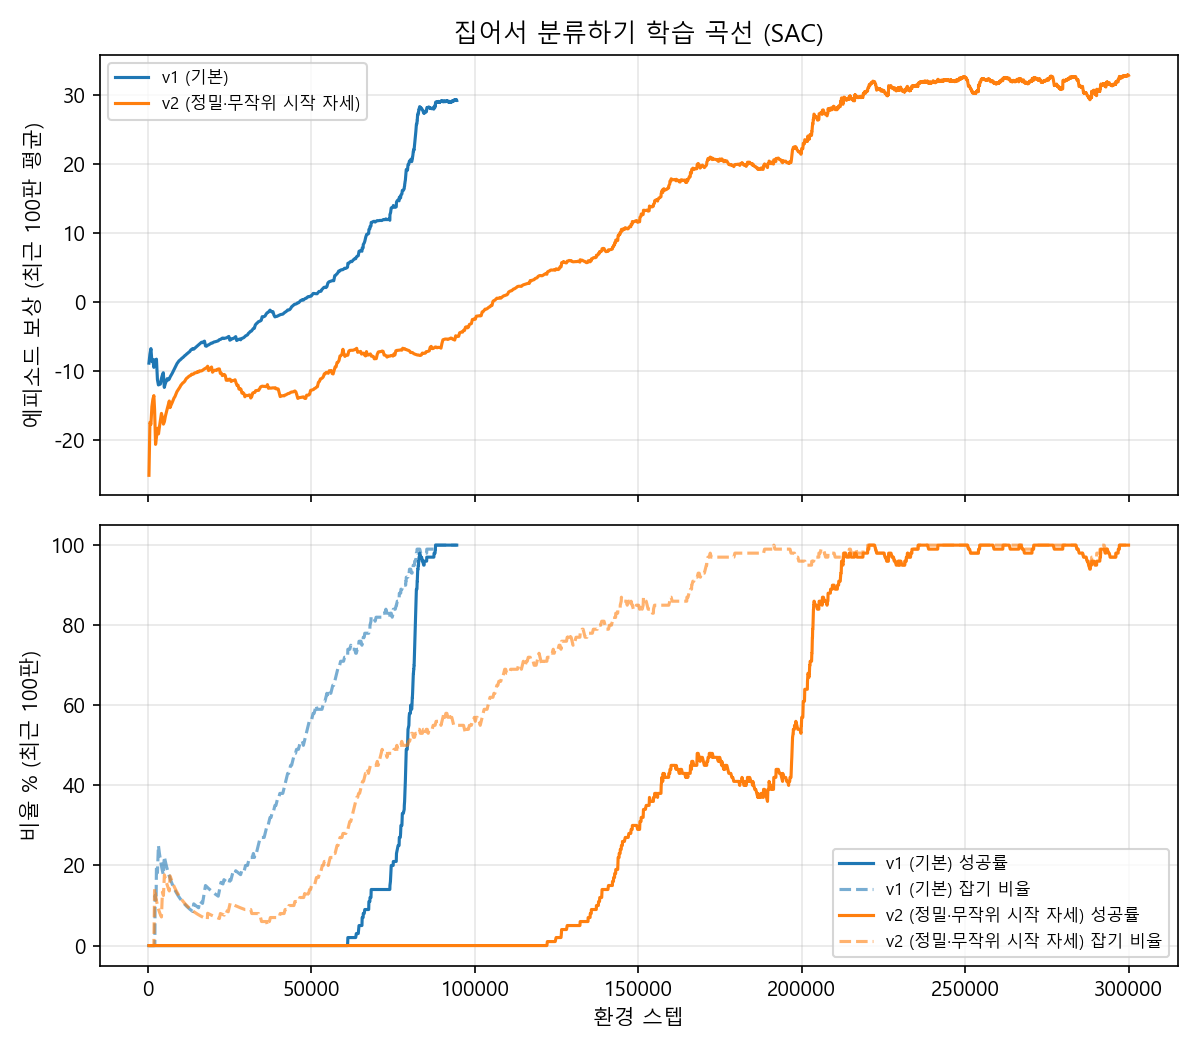 집어서 분류하기 학습 곡선 (SAC)
v1 (기본)
v2 (정밀·무작위 시작 자세)
에피소드 보상 (최근 100판 평균)
30
20
10
0
-10
-20
비율 % (최근 100판)
100
80
60
40
20
0
v1 (기본) 성공률
v1 (기본) 잡기 비율
v2 (정밀·무작위 시작 자세) 성공률
v2 (정밀·무작위 시작 자세) 잡기 비율
0 50000 100000 150000 200000 250000 300000
환경 스텝